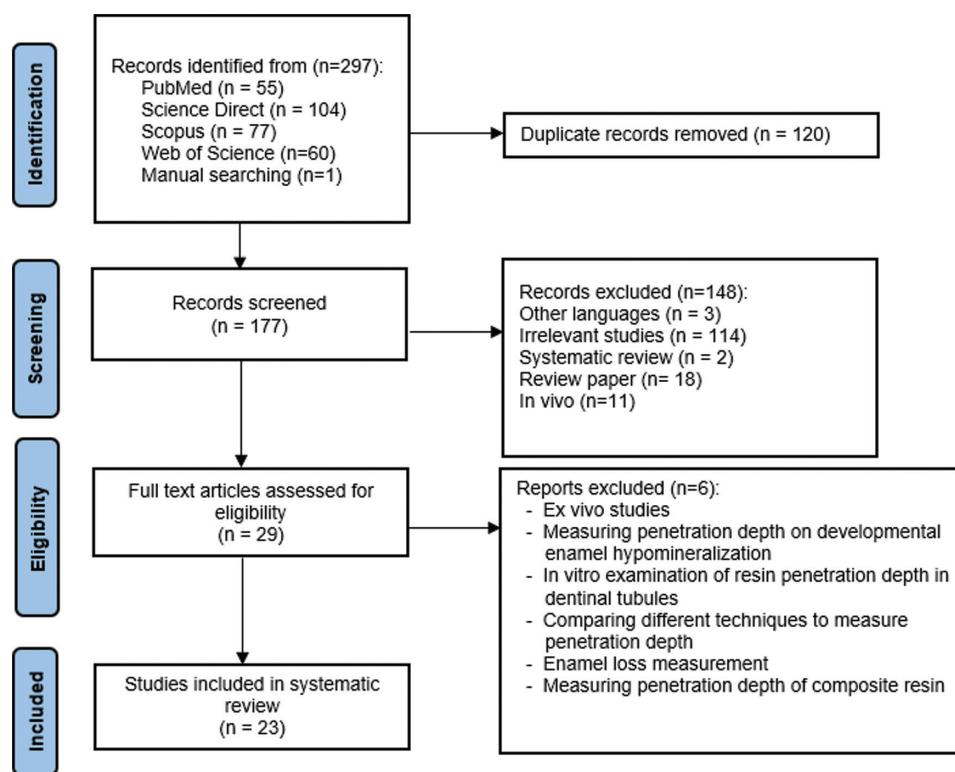 Identification
Records identified from (n=297):
PubMed (n = 55)
Science Direct (n = 104)
Scopus (n = 77)
Web of Science (n=60)
Manual searching (n=1)
Duplicate records removed (n = 120)
Screening
Records screened
(n = 177)
Records excluded (n=148):
Other languages (n = 3)
Irrelevant studies (n = 114)
Systematic review (n = 2)
Review paper (n= 18)
In vivo (n=11)
Eligibility
Full text articles assessed for
eligibility
(n = 29)
Reports excluded (n=6):
- Ex vivo studies
- Measuring penetration depth on developmental
enamel hypomineralization
- In vitro examination of resin penetration depth in
dentinal tubules
- Comparing different techniques to measure
penetration depth
- Enamel loss measurement
- Measuring penetration depth of composite resin
Included
Studies included in systematic
review
(n = 23)